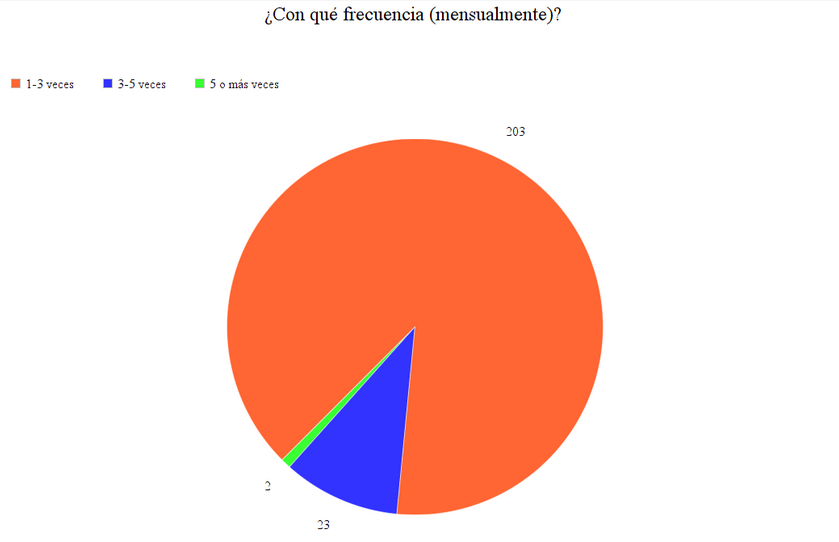 ¿Con qué frecuencia (mensualmente)?
1-3 veces
3-5 veces
5 o más veces
203
2
23